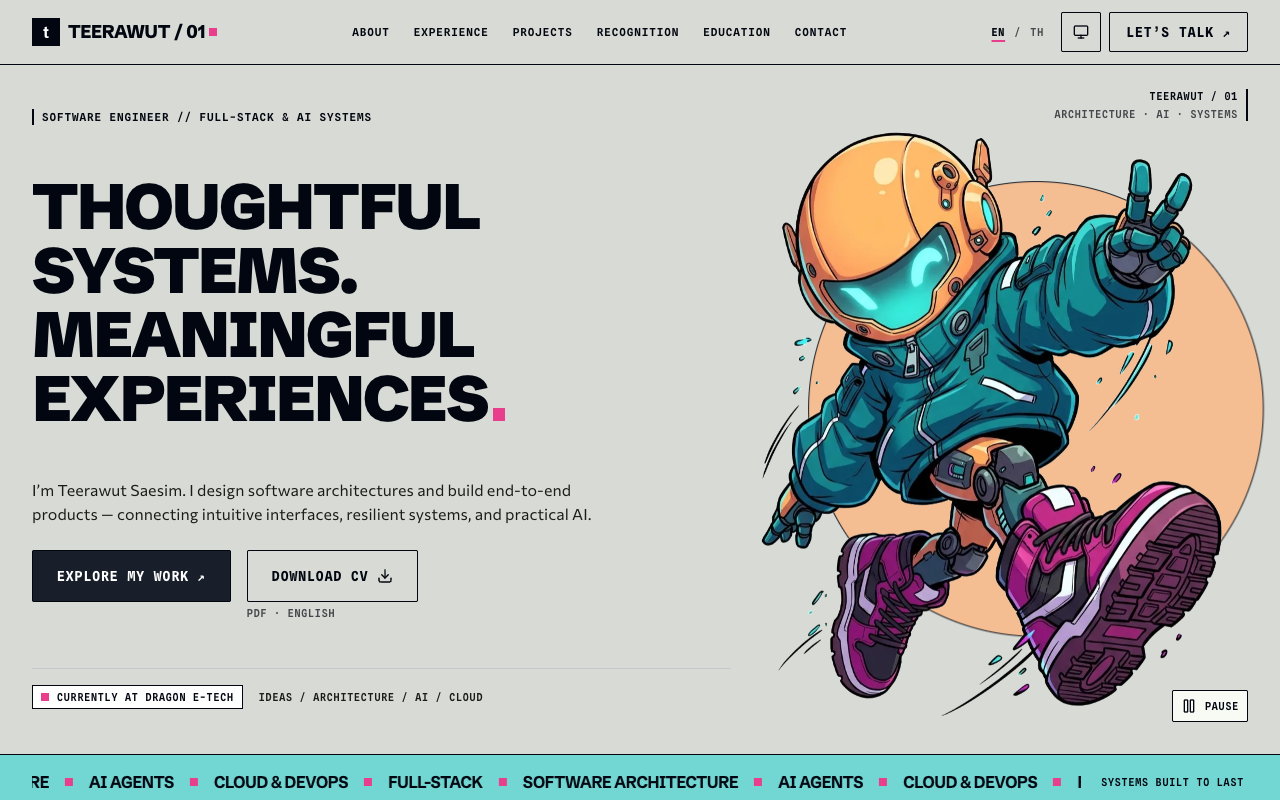 t TEERAWUT / 01
ABOUT EXPERIENCE PROJECTS RECOGNITION EDUCATION CONTACT
EN / TH
LET’S TALK ↗
SOFTWARE ENGINEER // FULL-STACK & AI SYSTEMS
TEERAWUT / 01
ARCHITECTURE · AI · SYSTEMS
THOUGHTFUL
SYSTEMS.
MEANINGFUL
EXPERIENCES.
I’m Teerawut Saesim. I design software architectures and build end-to-end
products — connecting intuitive interfaces, resilient systems, and practical AI.
EXPLORE MY WORK ↗
DOWNLOAD CV
PDF · ENGLISH
CURRENTLY AT DRAGON E-TECH
IDEAS / ARCHITECTURE / AI / CLOUD
PAUSE
RE AI AGENTS CLOUD & DEVOPS FULL-STACK SOFTWARE ARCHITECTURE AI AGENTS CLOUD & DEVOPS
SYSTEMS BUILT TO LAST